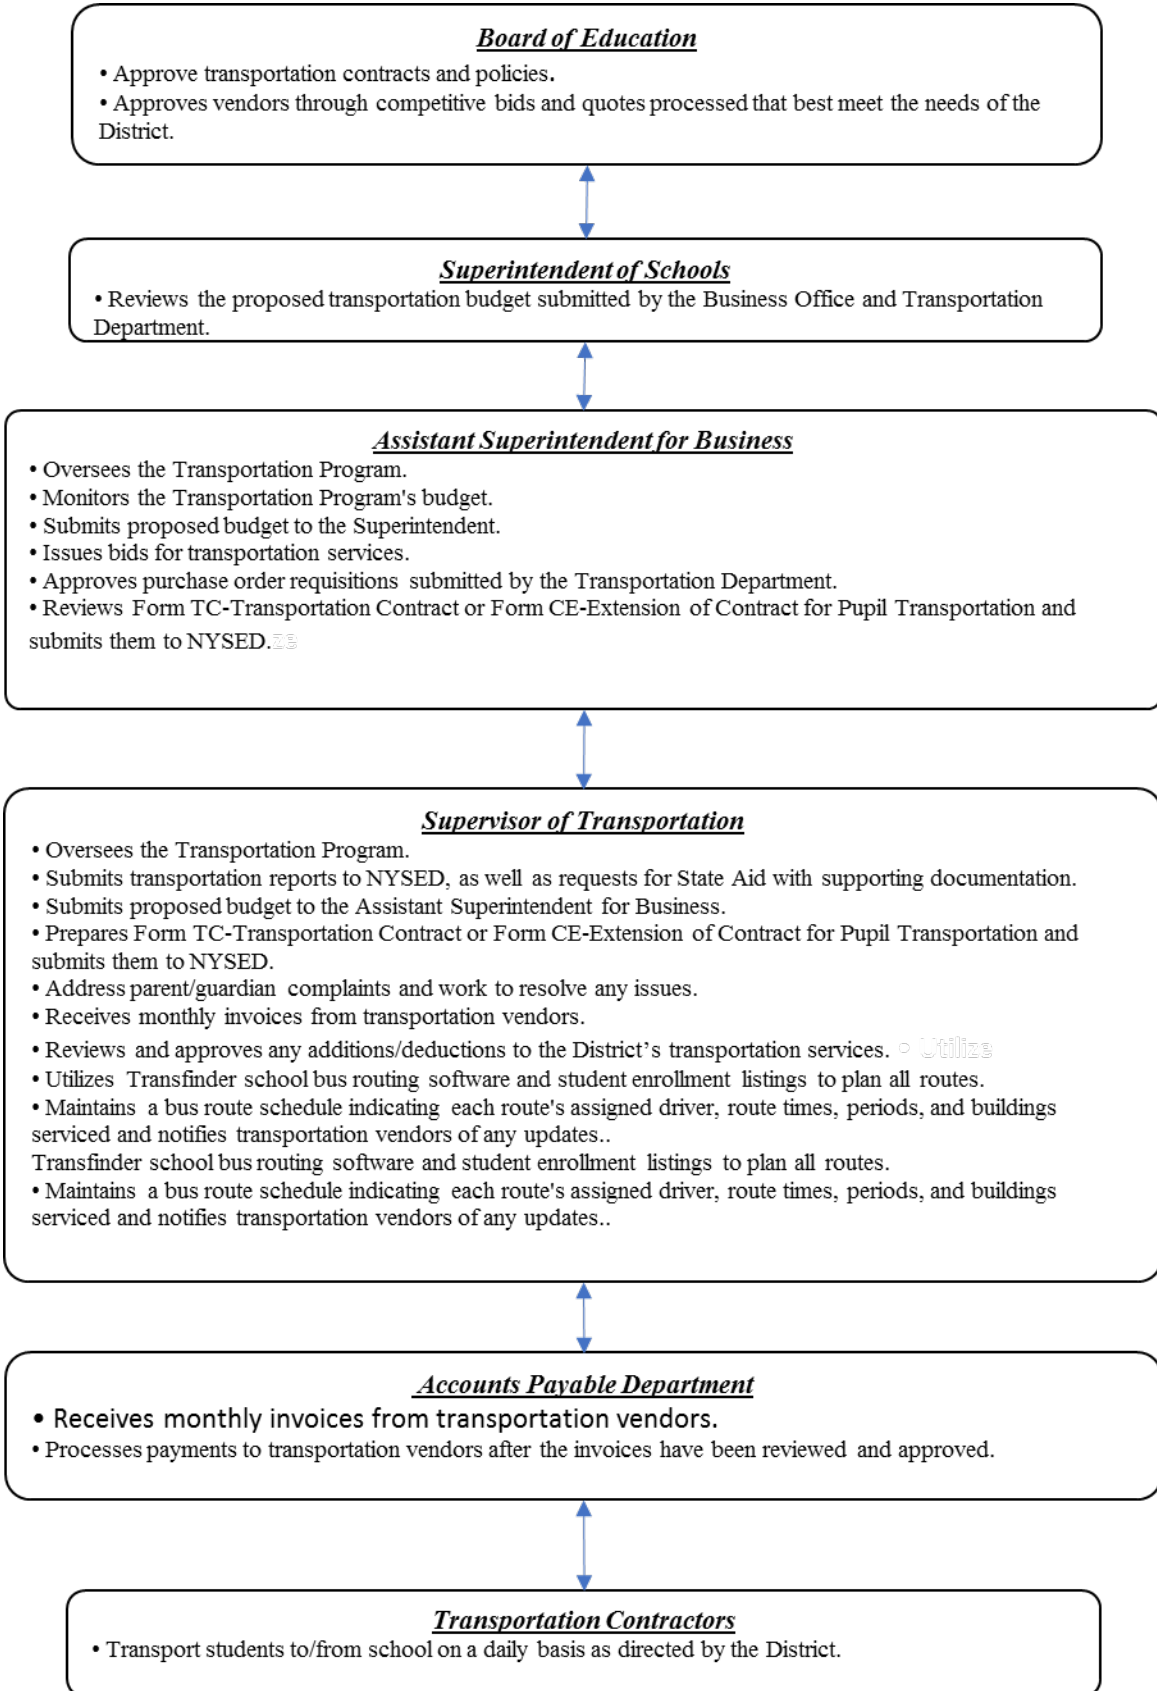 Board of Education
• Approve transportation contracts and policies.
• Approves vendors through competitive bids and quotes processed that best meet the needs of the
District.
Superintendent of Schools
• Reviews the proposed transportation budget submitted by the Business Office and Transportation
Department.
Assistant Superintendent for Business
• Oversees the Transportation Program.
• Monitors the Transportation Program's budget.
• Submits proposed budget to the Superintendent.
• Issues bids for transportation services.
• Approves purchase order requisitions submitted by the Transportation Department.
• Reviews Form TC-Transportation Contract or Form CE-Extension of Contract for Pupil Transportation and
submits them to NYSED.ze
Supervisor of Transportation
• Oversees the Transportation Program.
• Submits transportation reports to NYSED, as well as requests for State Aid with supporting documentation.
• Submits proposed budget to the Assistant Superintendent for Business.
• Prepares Form TC-Transportation Contract or Form CE-Extension of Contract for Pupil Transportation and
submits them to NYSED.
• Address parent/guardian complaints and work to resolve any issues.
• Receives monthly invoices from transportation vendors.
• Reviews and approves any additions/deductions to the District’s transportation services. • Utilize
• Utilizes Transfinder school bus routing software and student enrollment listings to plan all routes.
• Maintains a bus route schedule indicating each route's assigned driver, route times, periods, and buildings
serviced and notifies transportation vendors of any updates..
Transfinder school bus routing software and student enrollment listings to plan all routes.
• Maintains a bus route schedule indicating each route's assigned driver, route times, periods, and buildings
serviced and notifies transportation vendors of any updates..
Accounts Payable Department
• Receives monthly invoices from transportation vendors.
• Processes payments to transportation vendors after the invoices have been reviewed and approved.
Transportation Contractors
• Transport students to/from school on a daily basis as directed by the District.